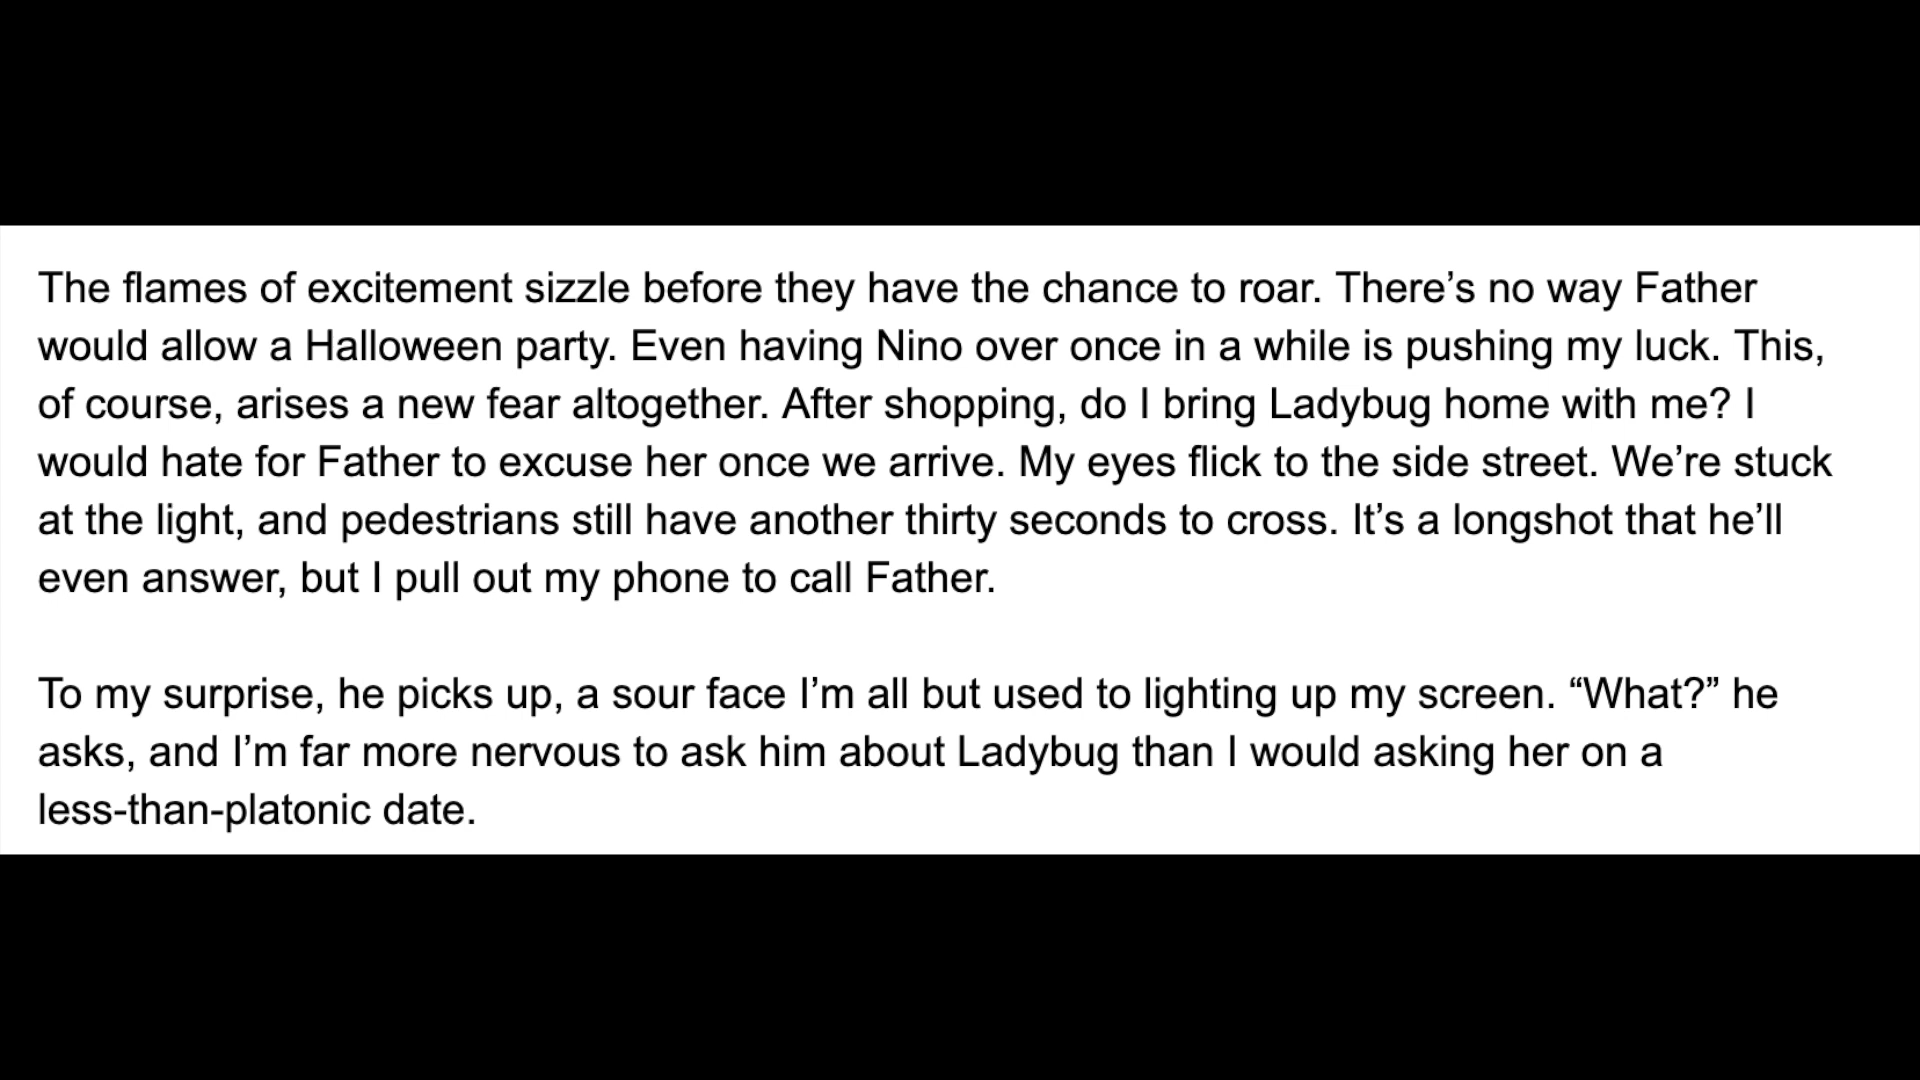 The flames of excitement sizzle before they have the chance to roar. There’s no way Father
would allow a Halloween party. Even having Nino over once in a while is pushing my luck. This,
of course, arises a new fear altogether. After shopping, do I bring Ladybug home with me? I
would hate for Father to excuse her once we arrive. My eyes flick to the side street. We’re stuck
at the light, and pedestrians still have another thirty seconds to cross. It’s a longshot that he’ll
even answer, but I pull out my phone to call Father.
To my surprise, he picks up, a sour face I’m all but used to lighting up my screen. “What?” he
asks, and I’m far more nervous to ask him about Ladybug than I would asking her on a
less-than-platonic date.